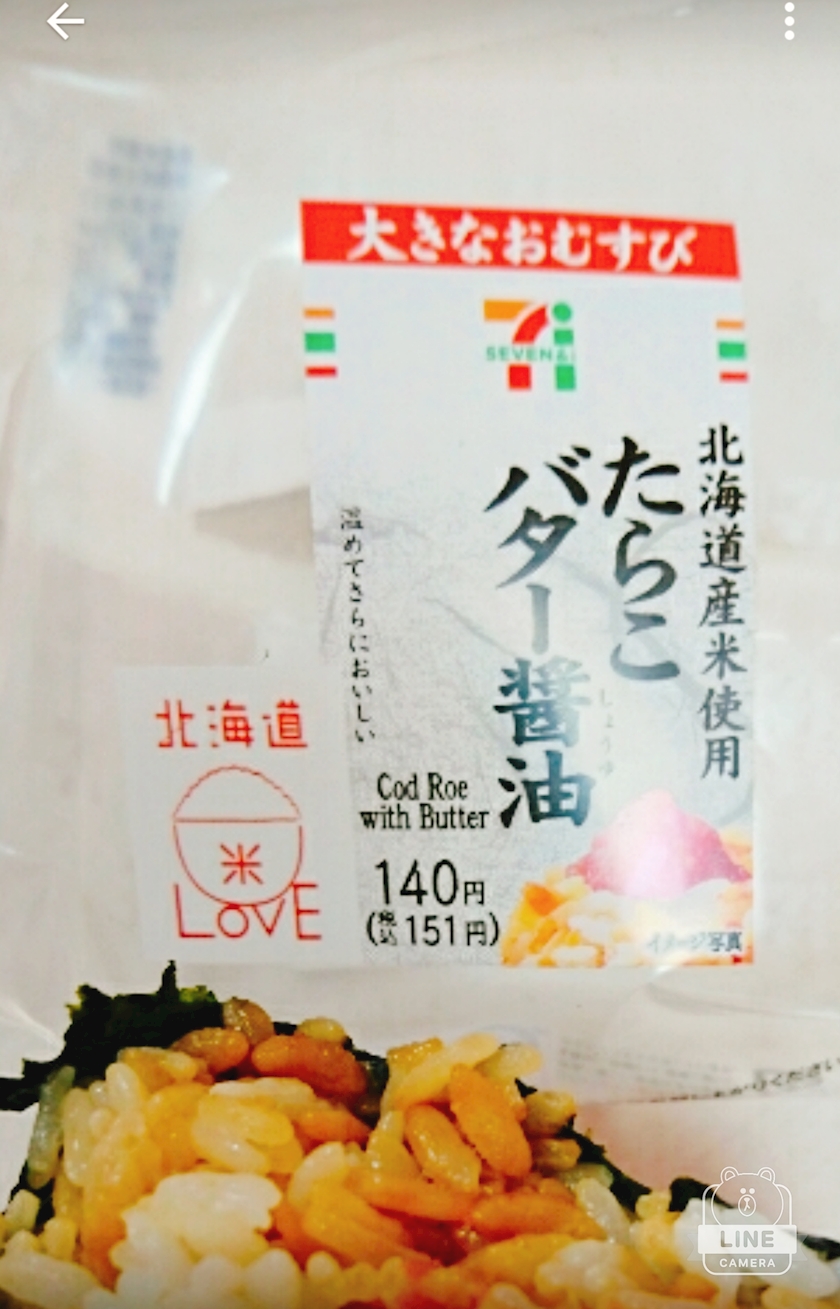 大きなおむすび
SEVEN&i
北海道産米使用
たらこ
バター醤油
しょうゆ
温めてさらにおいしい
Cod Roe
with Butter
140円
(税込151円)
イメージ写真
北海道
米
LOVE
LINE
CAMERA